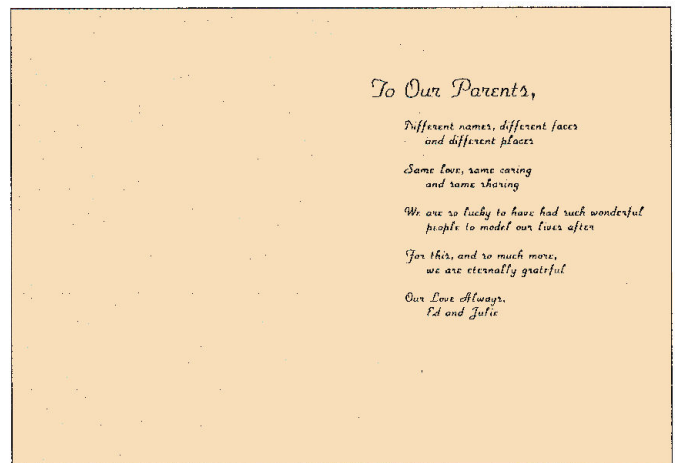 To Our Parents,
Different names, different faces
and different places
Same love, same caring
and same sharing
We are so lucky to have had such wonderful
people to model our lives after
For this, and so much more,
we are eternally grateful
Our Love Always,
Ed and Julie